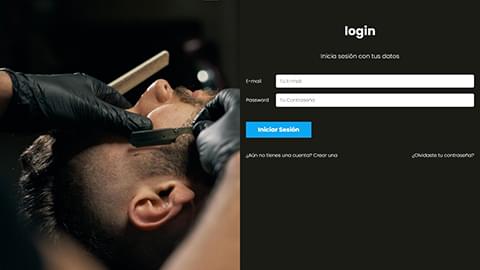 login
Inicia sesión con tus datos
E-mail
Tu E-mail
Password
Tu Contraseña
Iniciar Sesión
¿Aún no tienes una cuenta? Crear una
¿Olvidaste tu contraseña?